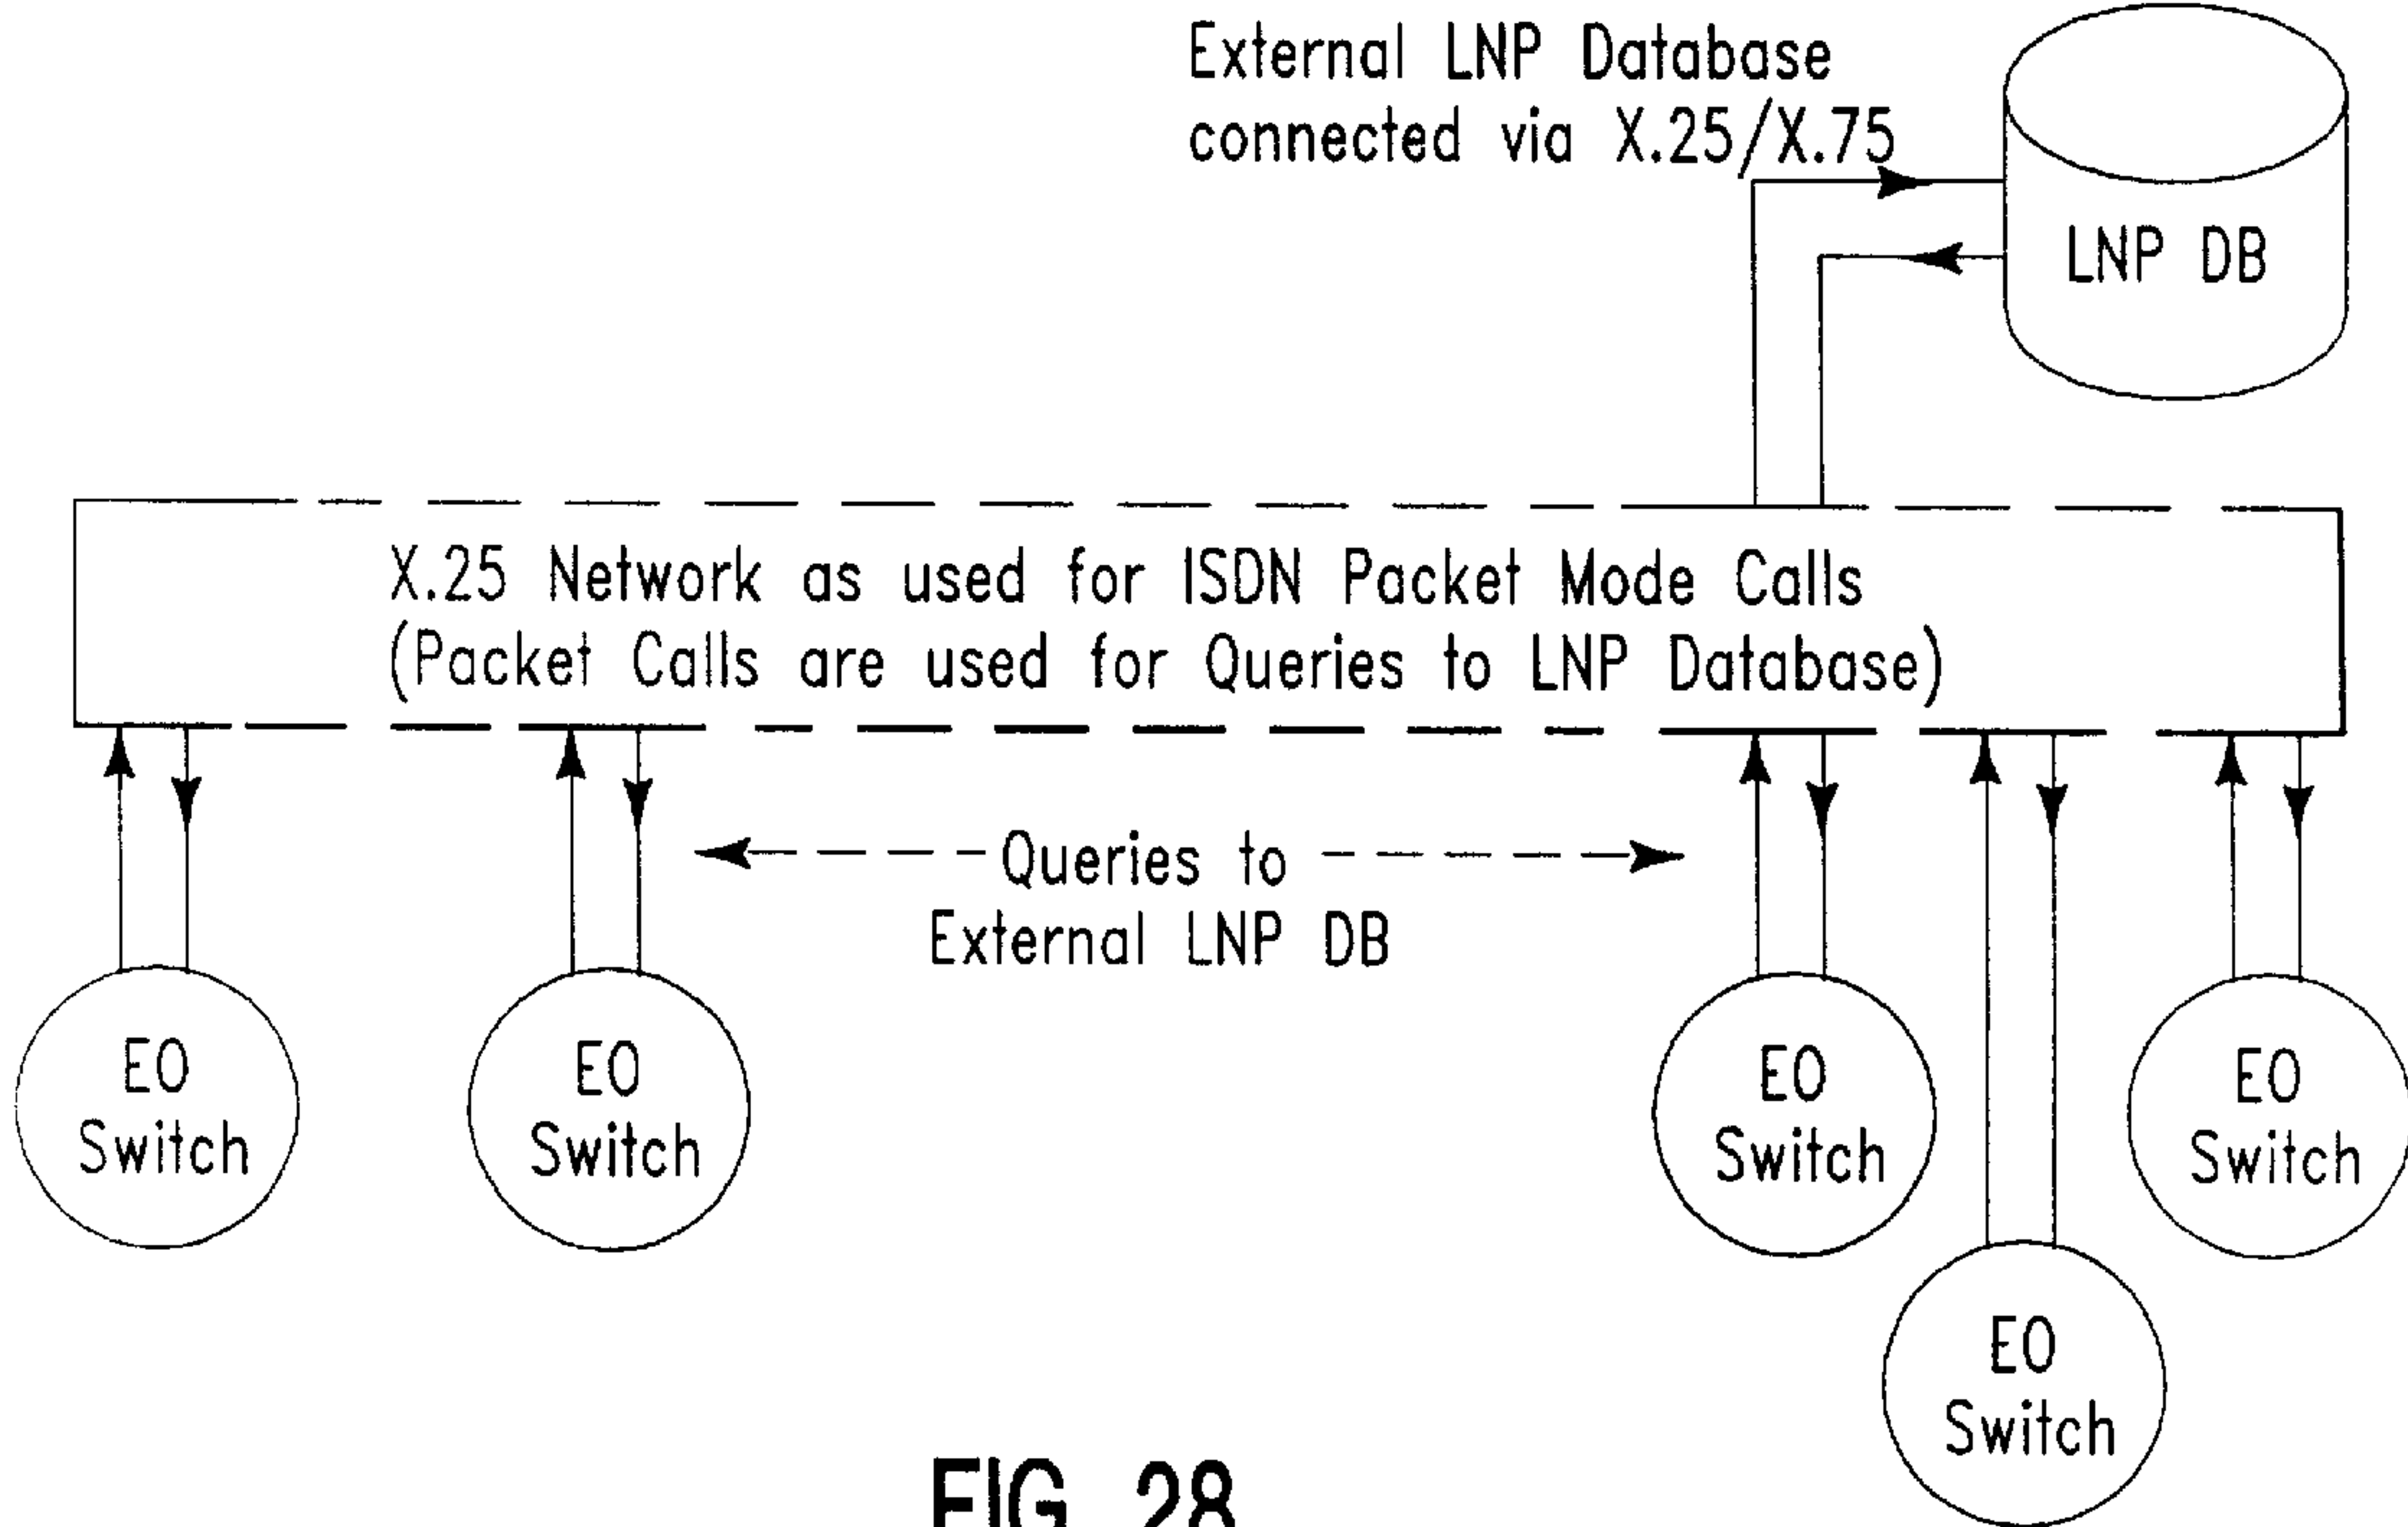 External LNP Database
connected via X.25/X.75
LNP DB
X.25 Network as used for ISDN Packet Mode Calls
(Packet Calls are used for Queries to LNP Database)
Queries to
External LNP DB
EO
Switch
EO
Switch
EO
Switch
EO
Switch
EO
Switch
FIG. 28